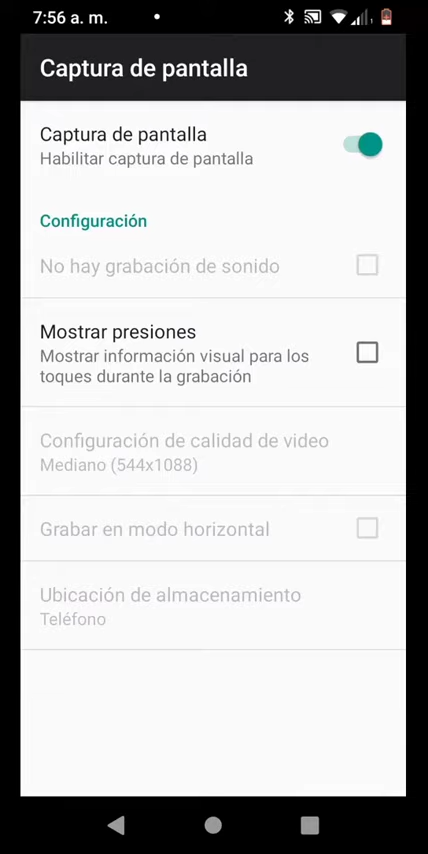 7:56 a. m.
Captura de pantalla
Captura de pantalla
Habilitar captura de pantalla
Configuración
No hay grabación de sonido
Mostrar presiones
Mostrar información visual para los
toques durante la grabación
Configuración de calidad de video
Mediano (544x1088)
Grabar en modo horizontal
Ubicación de almacenamiento
Teléfono